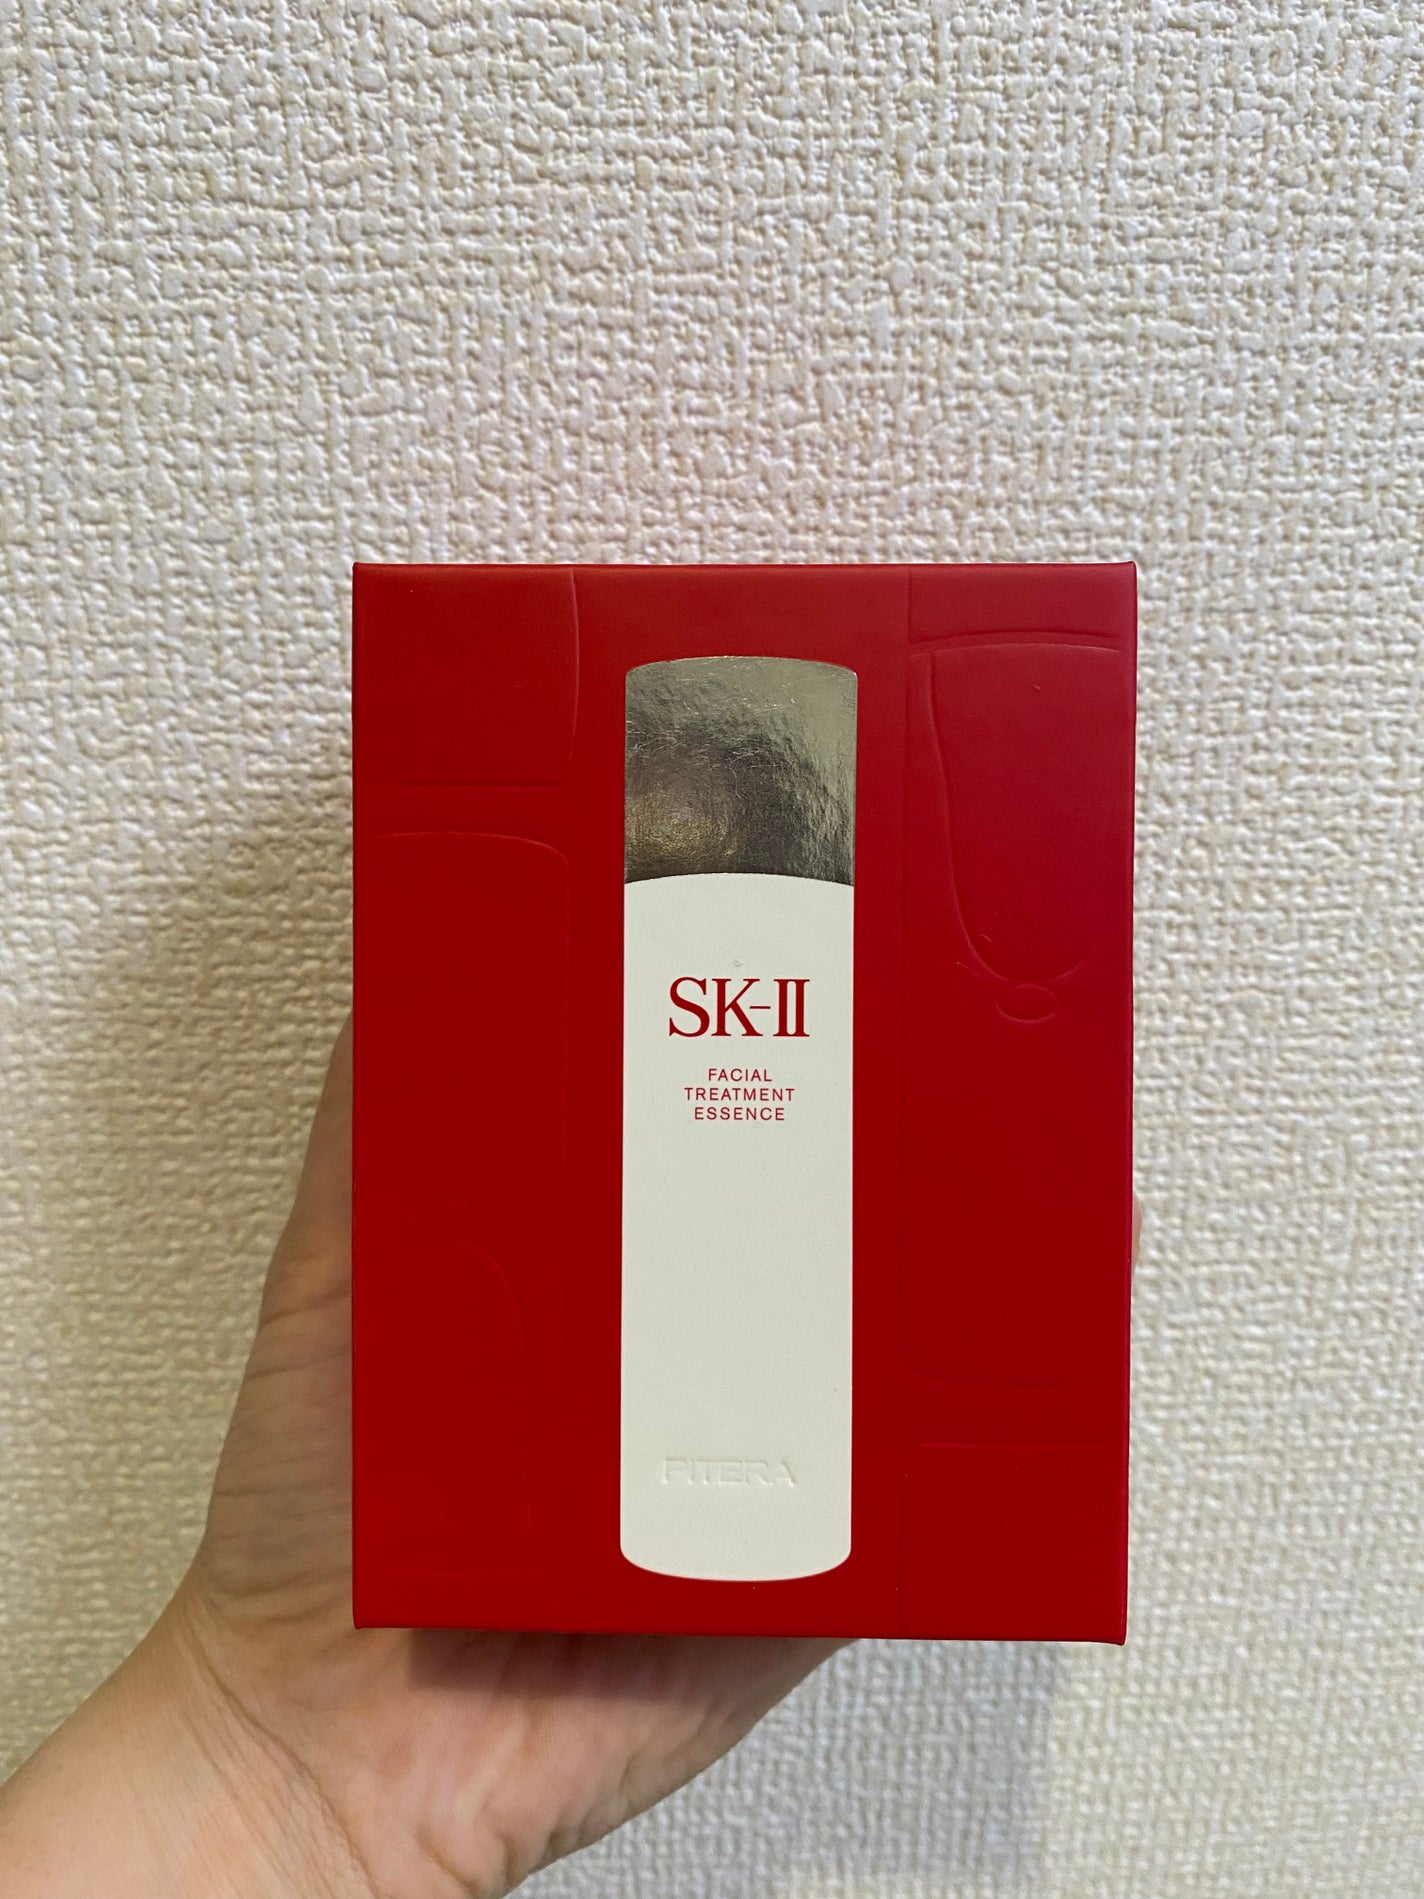 SK-II
FACIAL
TREATMENT
ESSENCE
PITERA